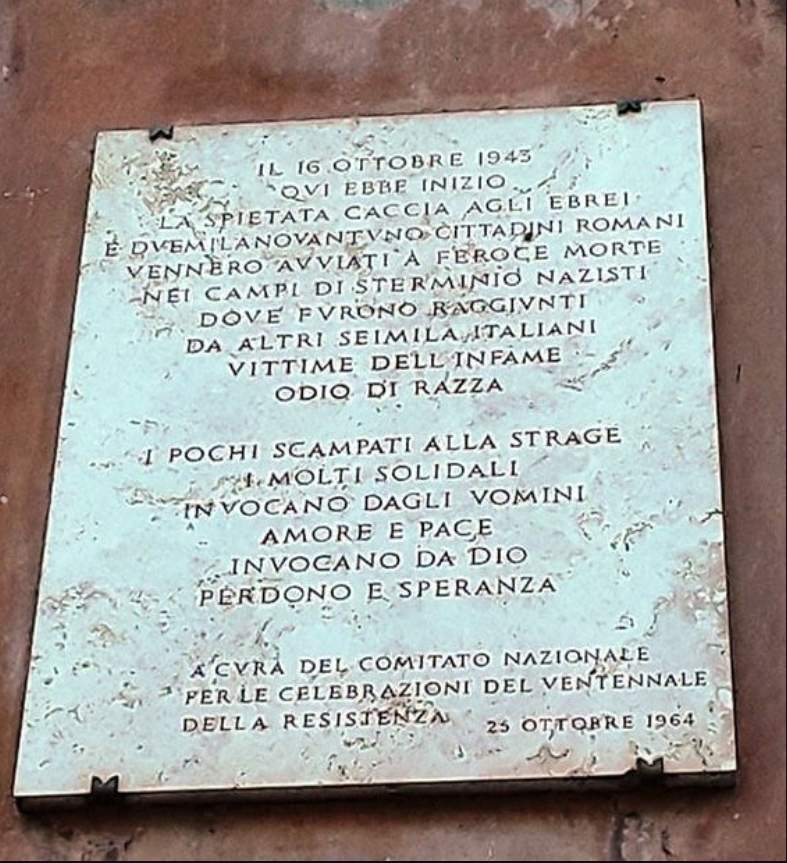 IL 16 OTTOBRE 1943
QVI EBBE INIZIO
LA SPIETATA CACCIA AGLI EBREI
E DVEMILANOVANTVNO CITTADINI ROMANI
VENNERO AVVIATI A FEROCE MORTE
NEI CAMPI DI STERMINIO NAZISTI
DOVE FVRONO RAGGIVNTI
DA ALTRI SEIMILA ITALIANI
VITTIME DELL'INFAME
ODIO DI RAZZA
I POCHI SCAMPATI ALLA STRAGE
I MOLTI SOLIDALI
INVOCANO DAGLI VOMINI
AMORE E PACE
INVOCANO DA DIO
PERDONO E SPERANZA
A CVRA DEL COMITATO NAZIONALE
PER LE CELEBRAZIONI DEL VENTENNALE
DELLA RESISTENZA 25 OTTOBRE 1964